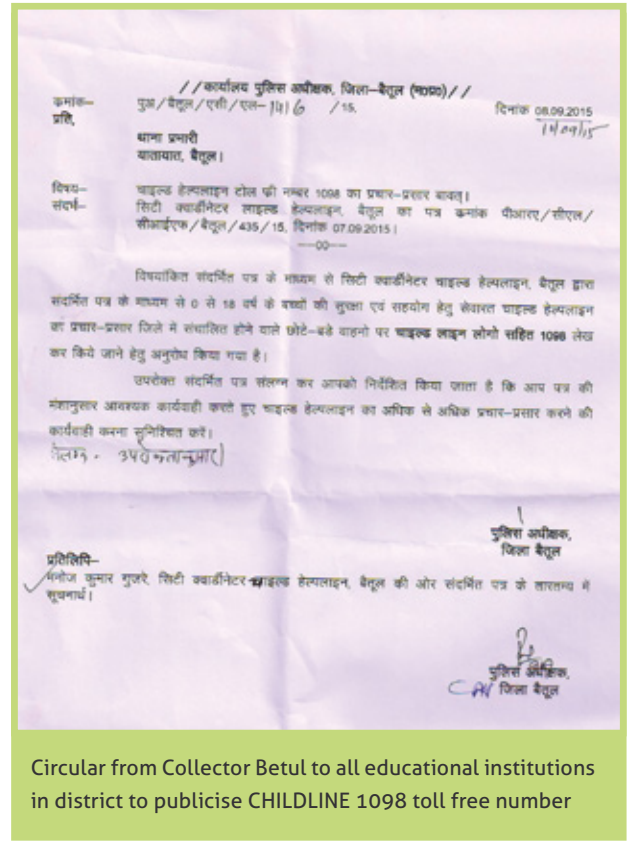 //कार्यालय पुलिस अधीक्षक, जिला–बैतूल (म0प्र0)//
कमांक– पुअ/बैतूल/एसी/एल– /15, दिनांक 08.09.2015
प्रति,
थाना प्रभारी
यातायात, बैतूल।
विषय– चाइल्ड हेल्पलाइन टोल फ्री नम्बर 1098 का प्रचार–प्रसार बावत्।
संदर्भ– सिटी क्वार्डीनेटर चाइल्ड हेल्पलाइन, बैतूल का पत्र कमांक पीआरए/सीएल/
सीआईएफ/बैतूल/435/15, दिनांक 07.09.2015।
––00––
विषयांकित संदर्भित पत्र के माध्यम से सिटी क्वार्डीनेटर चाइल्ड हेल्पलाइन, बैतूल द्वारा
संदर्भित पत्र के माध्यम से 0 से 18 वर्ष के बच्चों की सुरक्षा एवं सहयोग हेतु सेवारत चाइल्ड हेल्पलाइन
का प्रचार–प्रसार जिले में संचालित होने वाले छोटे–बडे वाहनो पर चाइल्ड लाइन लोगो सहित 1098 लेख
कर किये जाने हेतु अनुरोध किया गया है।
उपरोक्त संदर्भित पत्र संलग्न कर आपको निर्देशित किया जाता है कि आप पत्र की
मंशानुसार आवश्यक कार्यवाही करते हुए चाइल्ड हेल्पलाइन का अधिक से अधिक प्रचार–प्रसार करने की
कार्यवाही करना सुनिश्चित करें।
पुलिस अधीक्षक,
जिला बैतूल
प्रतिलिपि–
मनोज कुमार गुजरे, सिटी क्वार्डीनेटर चाइल्ड हेल्पलाइन, बैतूल की ओर संदर्भित पत्र के तारतम्य में
सूचनार्थ।
पुलिस अधीक्षक,
जिला बैतूल
Circular from Collector Betul to all educational institutions
in district to publicise CHILDLINE 1098 toll free number